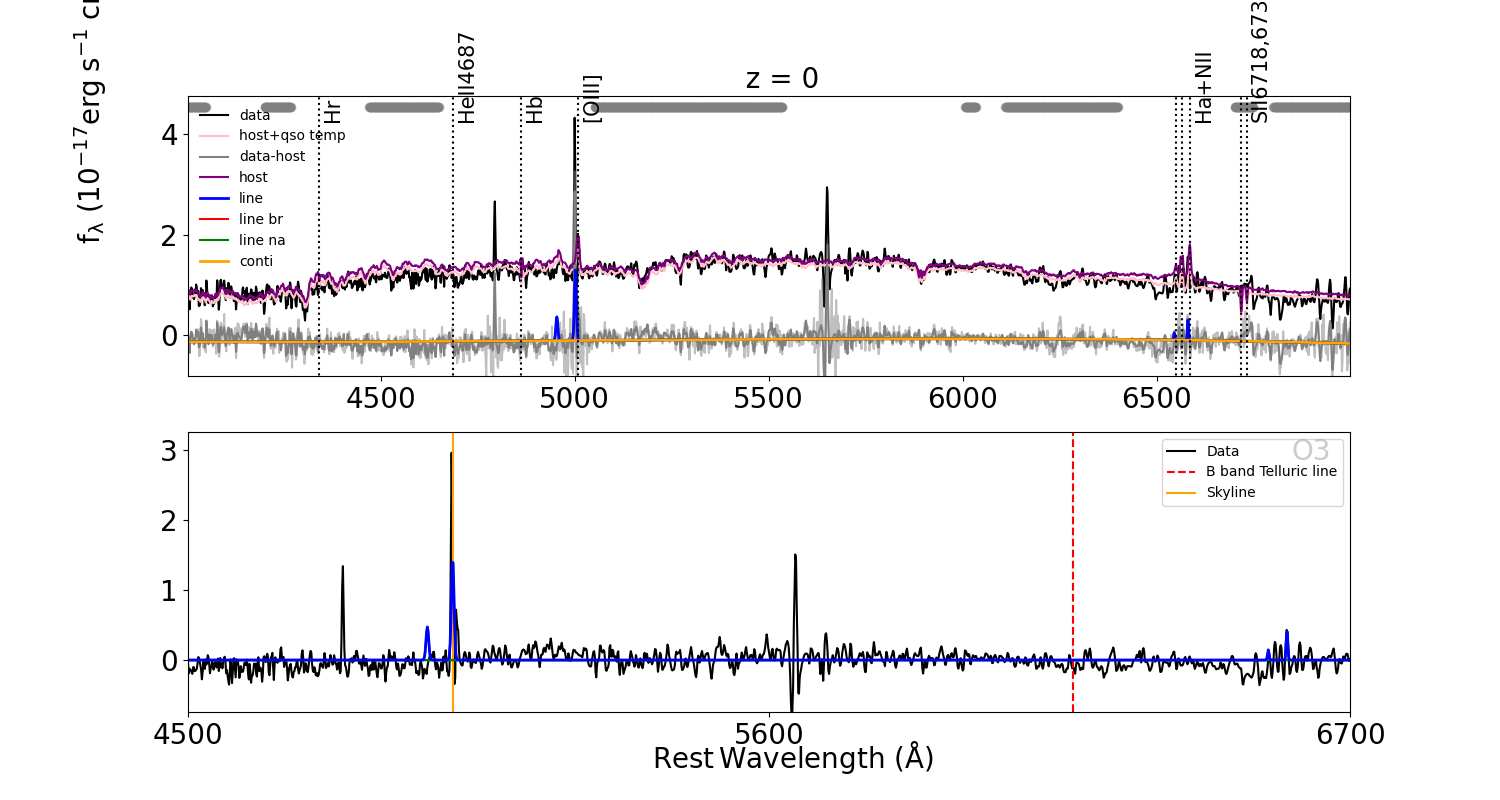 z = 0
f_λ (10^−17 erg s^−1 c
Hr
HeII4687
Hb
[OIII]
Ha+NII
SII6718,673
data
host+qso temp
data-host
host
line
line br
line na
conti
4
2
0
4500 5000 5500 6000 6500
O3
Data
B band Telluric line
Skyline
3
2
1
0
4500 5600 6700
Rest Wavelength (Å)